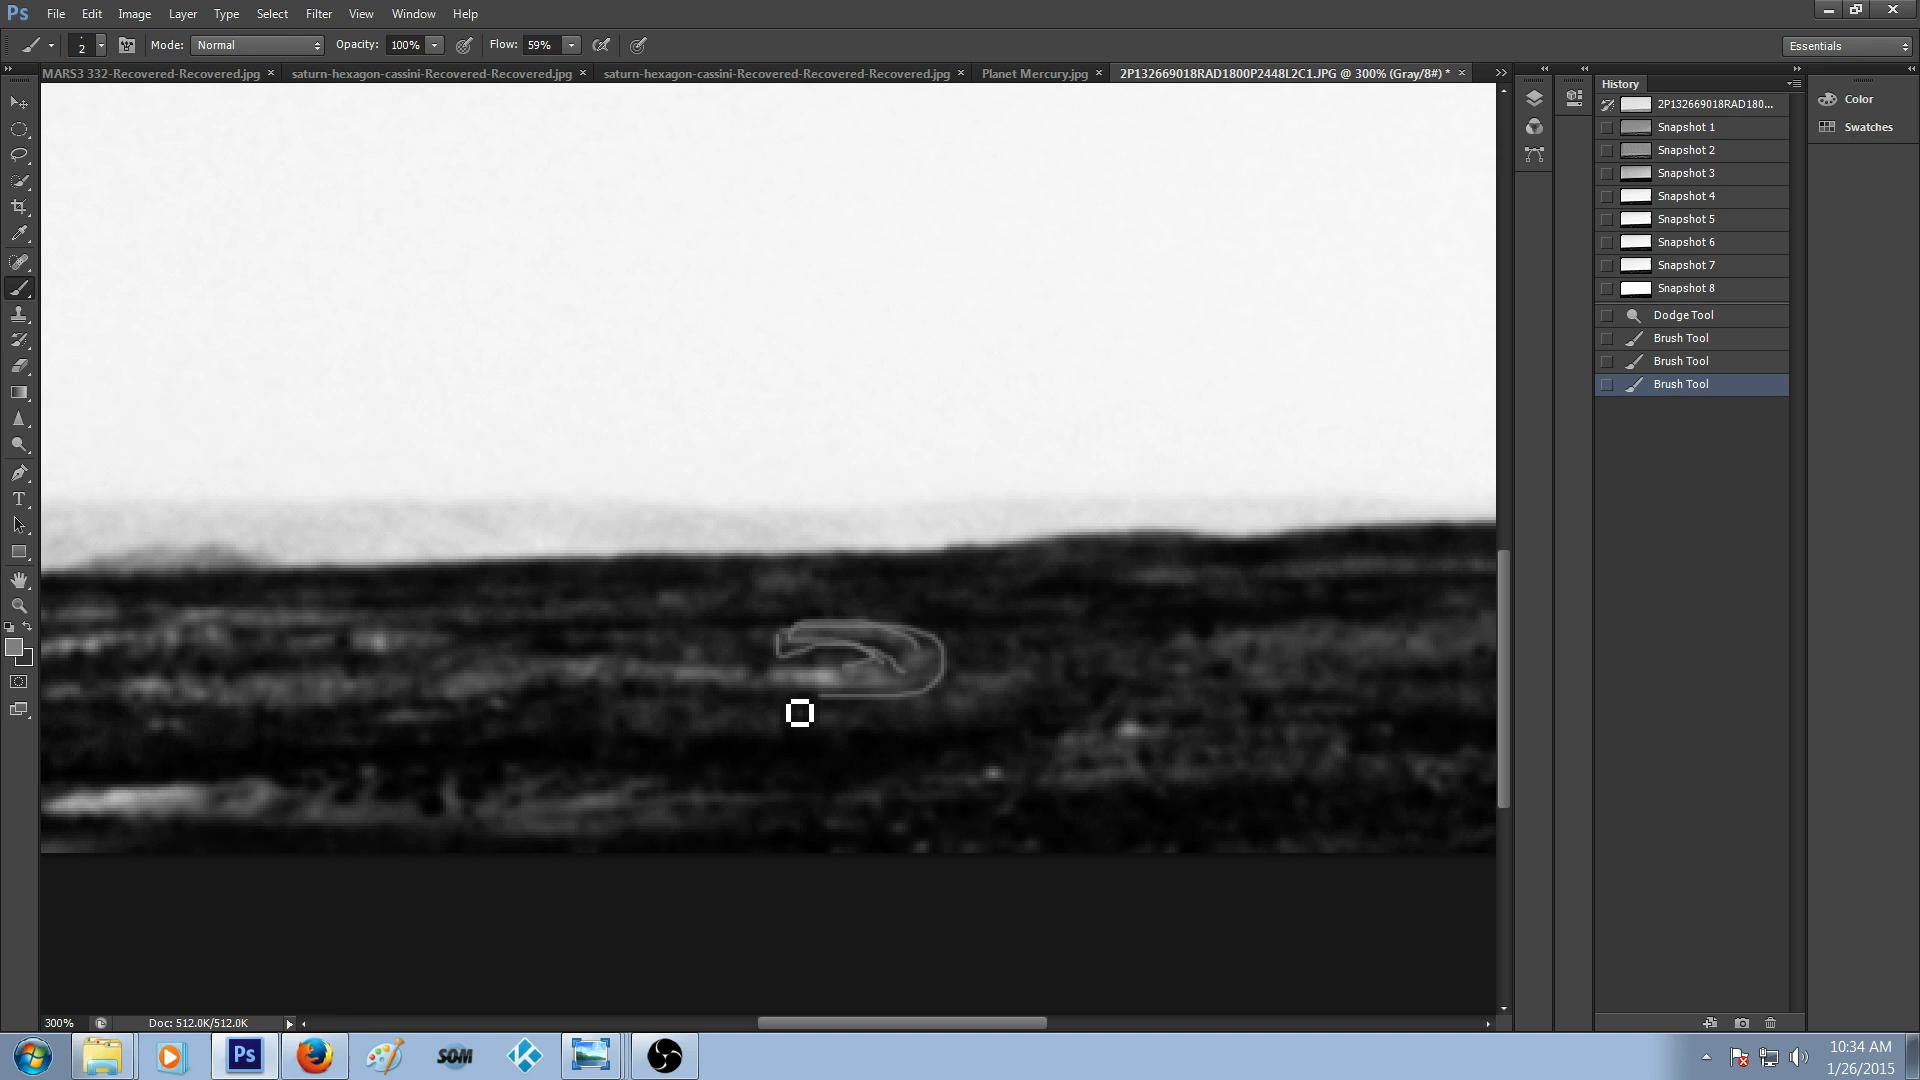 Ps File Edit Image Layer Type Select Filter View Window Help
2 Mode: Normal Opacity: 100% Flow: 59% Essentials
MARS3 332-Recovered-Recovered.jpg × saturn-hexagon-cassini-Recovered-Recovered.jpg × saturn-hexagon-cassini-Recovered-Recovered-Recovered.jpg × Planet Mercury.jpg × 2P132669018RAD1800P2448L2C1.JPG @ 300% (Gray/8#) * ×
History
2P132669018RAD180...
Snapshot 1
Snapshot 2
Snapshot 3
Snapshot 4
Snapshot 5
Snapshot 6
Snapshot 7
Snapshot 8
Dodge Tool
Brush Tool
Brush Tool
Brush Tool
Color
Swatches
T
300% Doc: 512.0K/512.0K
Ps SOM
10:34 AM
1/26/2015